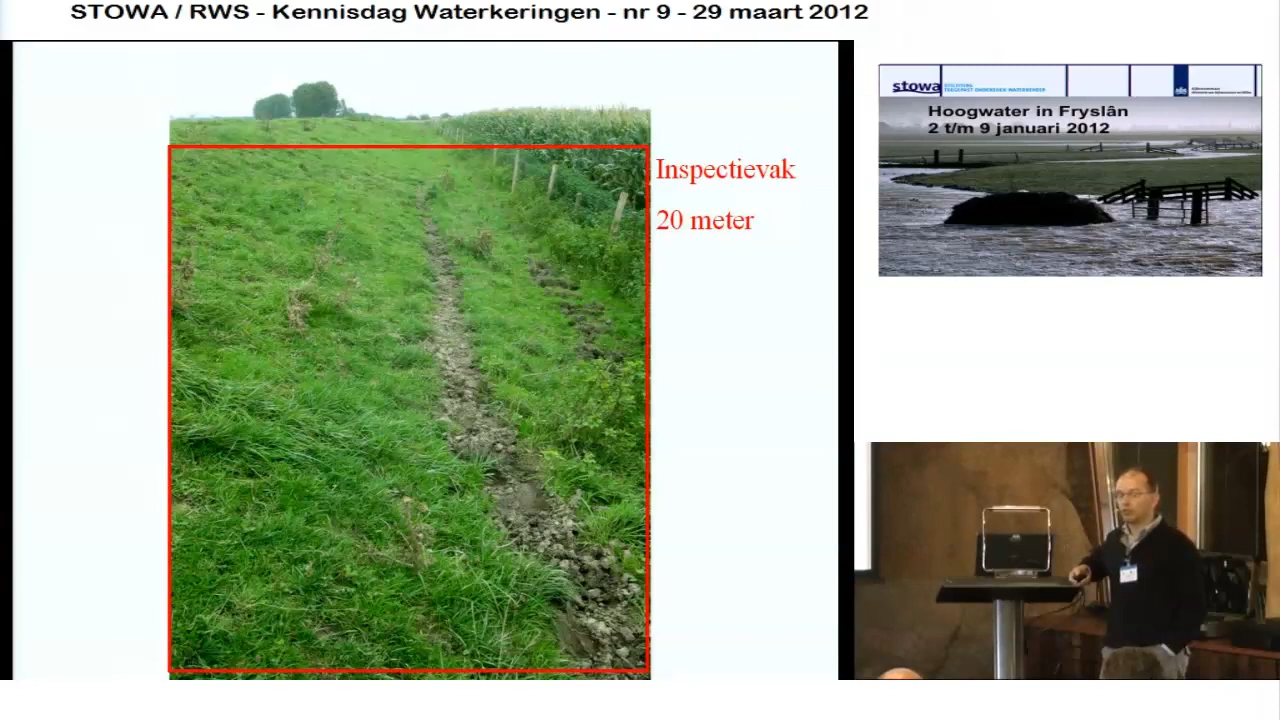 STOWA / RWS - Kennisdag Waterkeringen - nr 9 - 29 maart 2012
Inspectievak
20 meter
stowa
Hoogwater in Fryslân
2 t/m 9 januari 2012